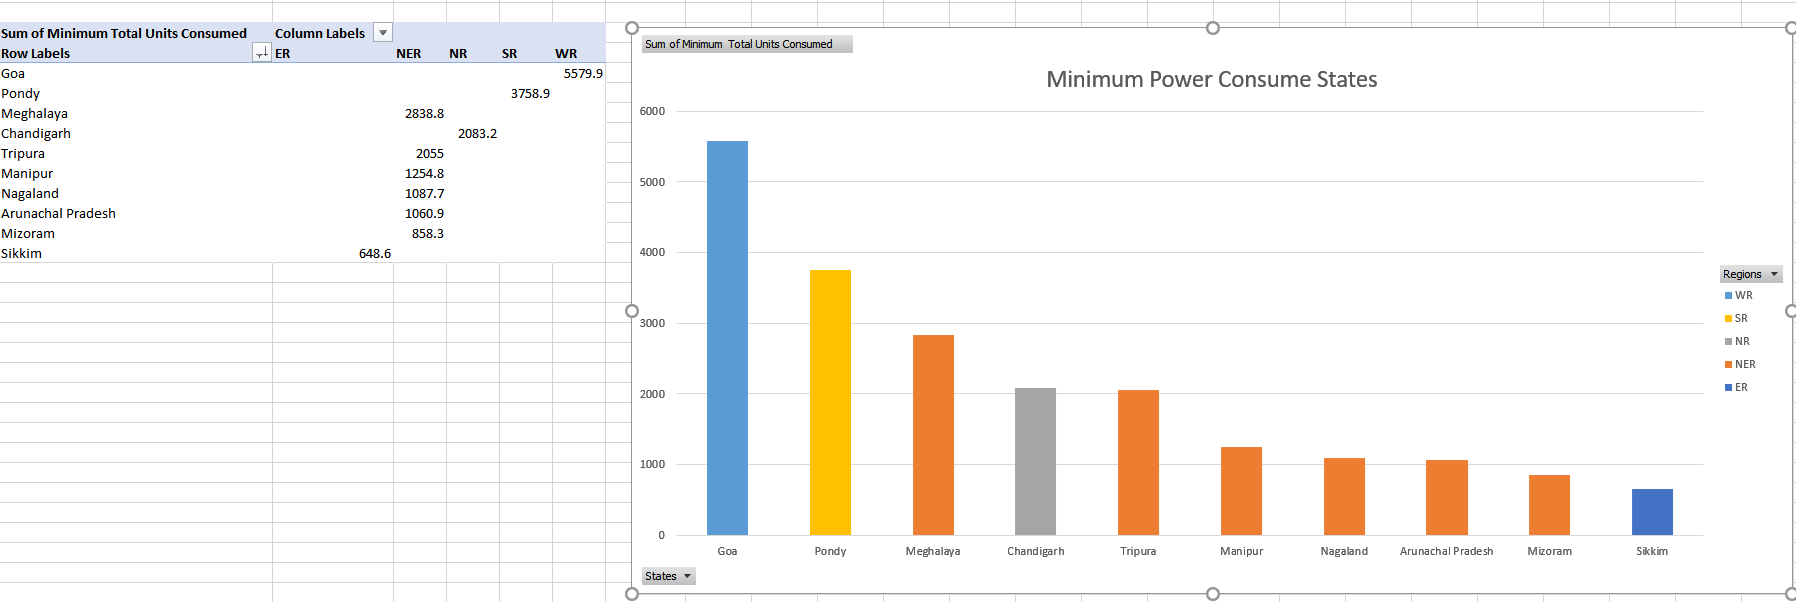 Sum of Minimum Total Units Consumed Column Labels
Row Labels ER NER NR SR WR
Goa 5579.9
Pondy 3758.9
Meghalaya 2838.8
Chandigarh 2083.2
Tripura 2055
Manipur 1254.8
Nagaland 1087.7
Arunachal Pradesh 1060.9
Mizoram 858.3
Sikkim 648.6
Sum of Minimum Total Units Consumed
Minimum Power Consume States
6000
5000
4000
3000
2000
1000
0
Goa Pondy Meghalaya Chandigarh Tripura Manipur Nagaland Arunachal Pradesh Mizoram Sikkim
States
Regions
WR
SR
NR
NER
ER